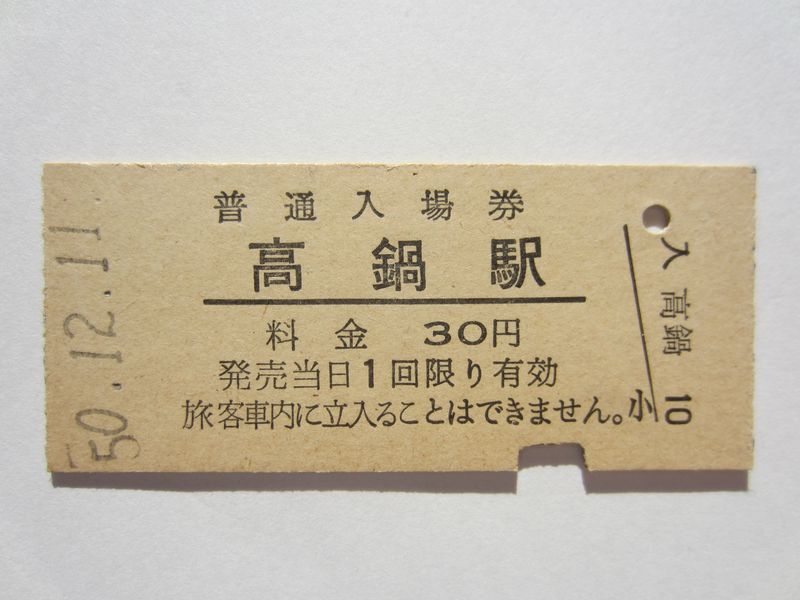 普通入場券
高鍋駅
料金 30円
発売当日1回限り有効
旅客車内に立入ることはできません。
小
入 高鍋 10
50.12.11.